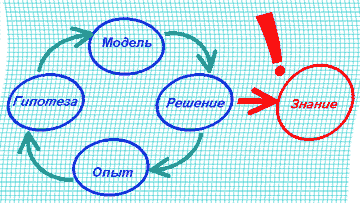 Модель
Гипотеза
Решение
Знание
Опыт
!